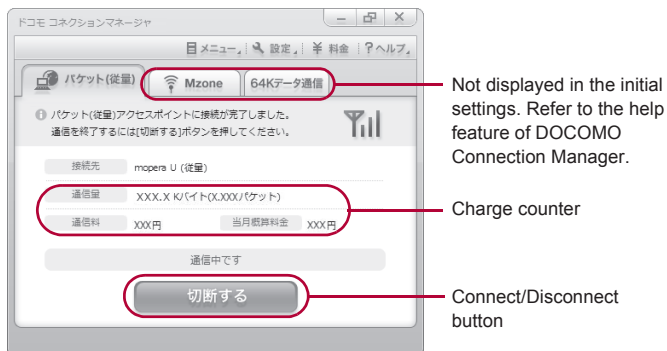 ドコモ コネクションマネージャ
メニュー 設定 ¥ 料金 ? ヘルプ
パケット(従量) Mzone 64Kデータ通信
パケット(従量)アクセスポイントに接続が完了しました。
通信を終了するには[切断する]ボタンを押してください。
接続先 mopera U (従量)
通信量 XXX.X Kバイト(X,XXXパケット)
通信料 XXX円 当月概算料金 XXX円
通信中です
切断する
Not displayed in the initial
settings. Refer to the help
feature of DOCOMO
Connection Manager.
Charge counter
Connect/Disconnect
button